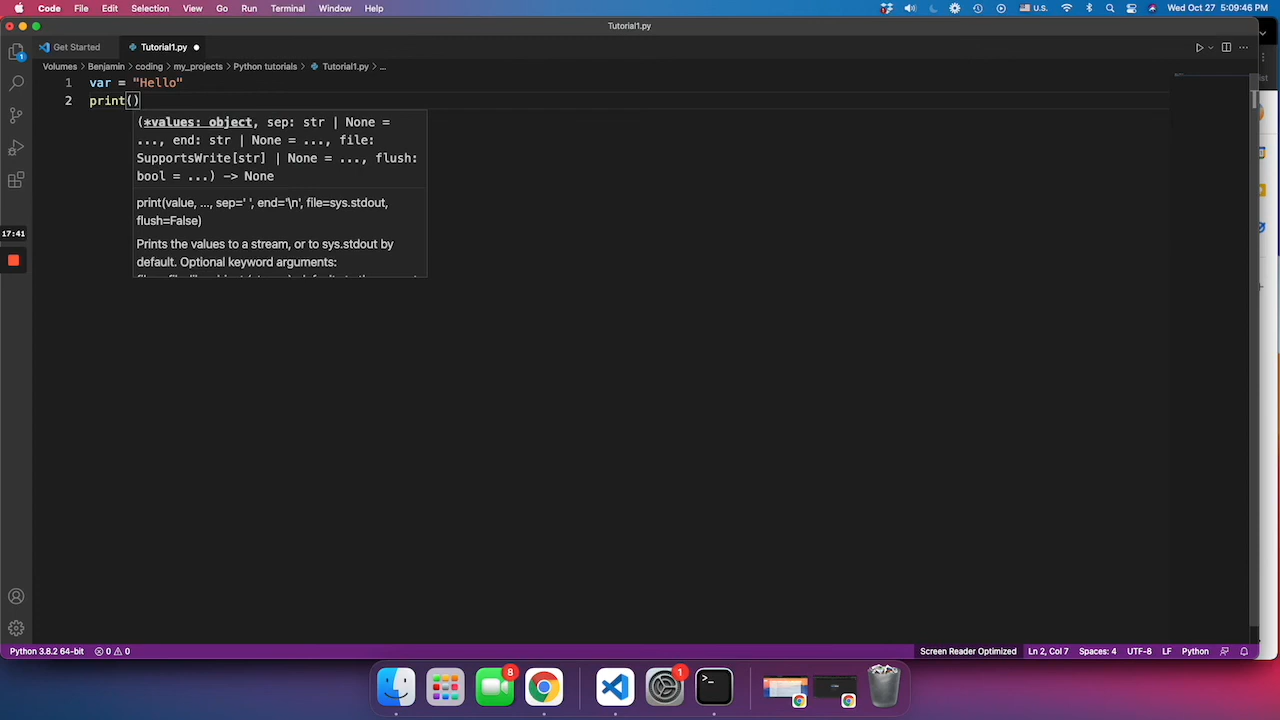 Code File Edit Selection View Go Run Terminal Window Help U.S. Wed Oct 27 5:09:46 PM
Tutorial1.py
Get Started Tutorial1.py
1
Volumes > Benjamin > coding > my_projects > Python tutorials > Tutorial1.py > ...
1 var = "Hello"
2 print()
(*values: object, sep: str | None =
..., end: str | None = ..., file:
SupportsWrite[str] | None = ..., flush:
bool = ...) -> None
print(value, ..., sep=' ', end='\n', file=sys.stdout,
flush=False)
Prints the values to a stream, or to sys.stdout by
default. Optional keyword arguments:
17:41
Python 3.8.2 64-bit 0 0 Screen Reader Optimized Ln 2, Col 7 Spaces: 4 UTF-8 LF Python
8 1